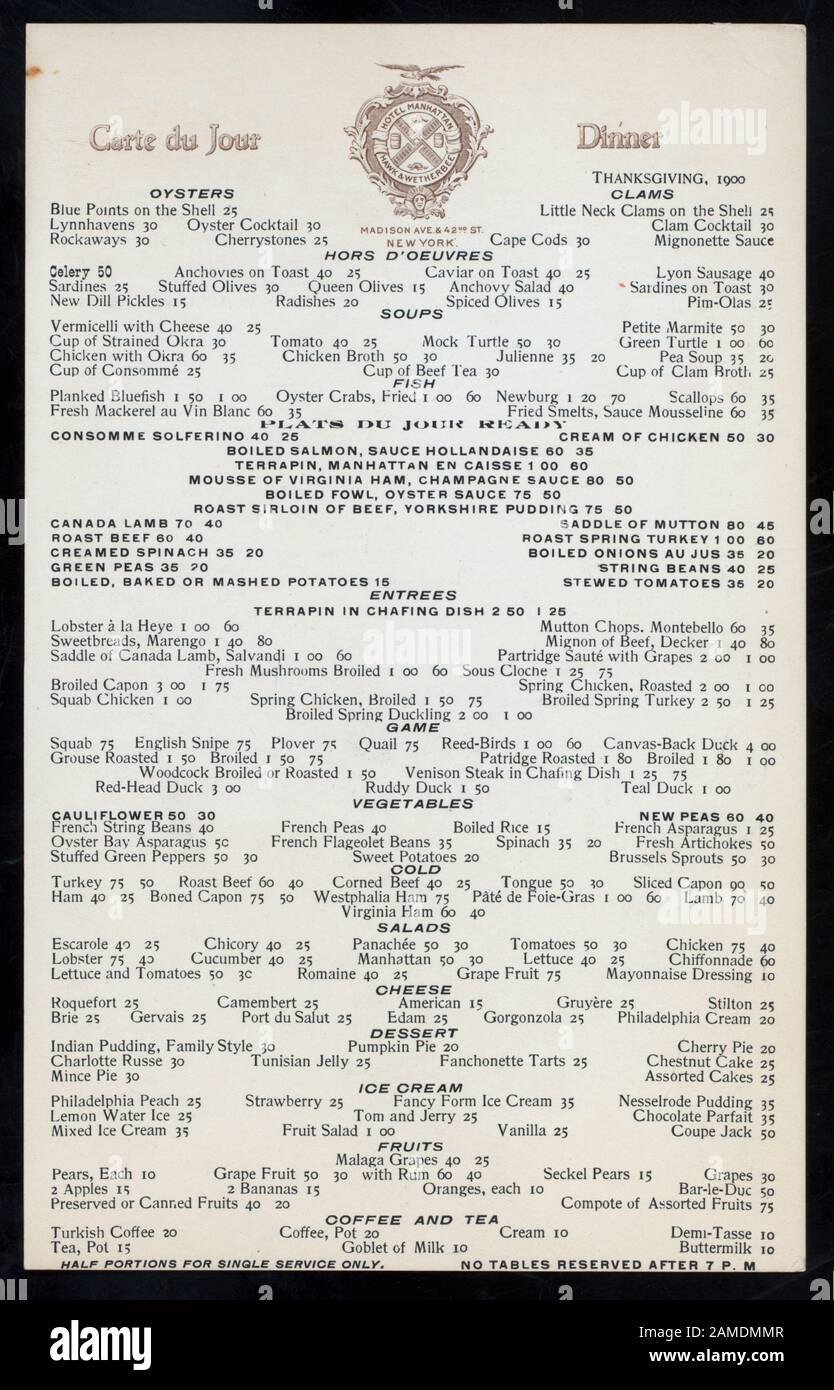 Carte du Jour
HOTEL MANHATTAN
HAWK & WETHERBEE
Dinner
MADISON AVE. & 42ND ST.
NEW YORK.
THANKSGIVING, 1900
OYSTERS CLAMS
Blue Points on the Shell 25 Little Neck Clams on the Shell 25
Lynnhavens 30 Oyster Cocktail 30 Clam Cocktail 30
Rockaways 30 Cherrystones 25 Cape Cods 30 Mignonette Sauce
HORS D'OEUVRES
Celery 50 Anchovies on Toast 40 25 Caviar on Toast 40 25 Lyon Sausage 40
Sardines 25 Stuffed Olives 30 Queen Olives 15 Anchovy Salad 40 Sardines on Toast 30
New Dill Pickles 15 Radishes 20 Spiced Olives 15 Pim-Olas 25
SOUPS
Vermicelli with Cheese 40 25 Petite Marmite 50 30
Cup of Strained Okra 30 Tomato 40 25 Mock Turtle 50 30 Green Turtle 1 00 60
Chicken with Okra 60 35 Chicken Broth 50 30 Julienne 35 20 Pea Soup 35 20
Cup of Consommé 25 Cup of Beef Tea 30 Cup of Clam Broth 25
FISH
Planked Bluefish 1 50 1 00 Oyster Crabs, Fried 1 00 60 Newburg 1 20 70 Scallops 60 35
Fresh Mackerel au Vin Blanc 60 35 Fried Smelts, Sauce Mousseline 60 35
PLATS DU JOUR READY
CONSOMME SOLFERINO 40 25 CREAM OF CHICKEN 50 30
BOILED SALMON, SAUCE HOLLANDAISE 60 35
TERRAPIN, MANHATTAN EN CAISSE 1 00 60
MOUSSE OF VIRGINIA HAM, CHAMPAGNE SAUCE 80 50
BOILED FOWL, OYSTER SAUCE 75 50
ROAST SIRLOIN OF BEEF, YORKSHIRE PUDDING 75 50
CANADA LAMB 70 40 SADDLE OF MUTTON 80 45
ROAST BEEF 60 40 ROAST SPRING TURKEY 1 00 60
CREAMED SPINACH 35 20 BOILED ONIONS AU JUS 35 20
GREEN PEAS 35 20 STRING BEANS 40 25
BOILED, BAKED OR MASHED POTATOES 15 STEWED TOMATOES 35 20
ENTREES
TERRAPIN IN CHAFING DISH 2 50 1 25
Lobster à la Heye 1 00 60 Mutton Chops. Montebello 60 35
Sweetbreads, Marengo 1 40 80 Mignon of Beef, Decker 1 40 80
Saddle of Canada Lamb, Salvandi 1 00 60 Partridge Sauté with Grapes 2 00 1 00
Fresh Mushrooms Broiled 1 00 60 Sous Cloche 1 25 75
Broiled Capon 3 00 1 75 Spring Chicken, Roasted 2 00 1 00
Squab Chicken 1 00 Spring Chicken, Broiled 1 50 75 Broiled Spring Turkey 2 50 1 25
Broiled Spring Duckling 2 00 1 00
GAME
Squab 75 English Snipe 75 Plover 75 Quail 75 Reed-Birds 1 00 60 Canvas-Back Duck 4 00
Grouse Roasted 1 50 Broiled 1 50 75 Patridge Roasted 1 80 Broiled 1 80 1 00
Woodcock Broiled or Roasted 1 50 Venison Steak in Chafing Dish 1 25 75
Red-Head Duck 3 00 Ruddy Duck 1 50 Teal Duck 1 00
VEGETABLES
CAULIFLOWER 50 30 NEW PEAS 60 40
French String Beans 40 French Peas 40 Boiled Rice 15 French Asparagus 1 25
Oyster Bay Asparagus 50 French Flageolet Beans 35 Spinach 35 20 Fresh Artichokes 50
Stuffed Green Peppers 50 30 Sweet Potatoes 20 Brussels Sprouts 50 30
COLD
Turkey 75 50 Roast Beef 60 40 Corned Beef 40 25 Tongue 50 30 Sliced Capon 90 50
Ham 40 25 Boned Capon 75 50 Westphalia Ham 75 Pâté de Foie-Gras 1 00 60 Lamb 70 40
Virginia Ham 60 40
SALADS
Escarole 40 25 Chicory 40 25 Panachée 50 30 Tomatoes 50 30 Chicken 75 40
Lobster 75 40 Cucumber 40 25 Manhattan 50 30 Lettuce 40 25 Chiffonnade 60
Lettuce and Tomatoes 50 30 Romaine 40 25 Grape Fruit 75 Mayonnaise Dressing 10
CHEESE
Roquefort 25 Camembert 25 American 15 Gruyère 25 Stilton 25
Brie 25 Gervais 25 Port du Salut 25 Edam 25 Gorgonzola 25 Philadelphia Cream 20
DESSERT
Indian Pudding, Family Style 30 Pumpkin Pie 20 Cherry Pie 20
Charlotte Russe 30 Tunisian Jelly 25 Fanchonette Tarts 25 Chestnut Cake 25
Mince Pie 30 Assorted Cakes 25
ICE CREAM
Philadelphia Peach 25 Strawberry 25 Fancy Form Ice Cream 35 Nesselrode Pudding 35
Lemon Water Ice 25 Tom and Jerry 25 Chocolate Parfait 35
Mixed Ice Cream 35 Fruit Salad 1 00 Vanilla 25 Coupe Jack 50
FRUITS
Malaga Grapes 40 25
Pears, Each 10 Grape Fruit 50 30 with Rum 60 40 Seckel Pears 15 Grapes 30
2 Apples 15 2 Bananas 15 Oranges, each 10 Bar-le-Duc 50
Preserved or Canned Fruits 40 20 Compote of Assorted Fruits 75
COFFEE AND TEA
Turkish Coffee 20 Coffee, Pot 20 Cream 10 Demi-Tasse 10
Tea, Pot 15 Goblet of Milk 10 Buttermilk 10
HALF PORTIONS FOR SINGLE SERVICE ONLY. NO TABLES RESERVED AFTER 7 P. M
alamy
Image ID: 2AMDMMR
www.alamy.com